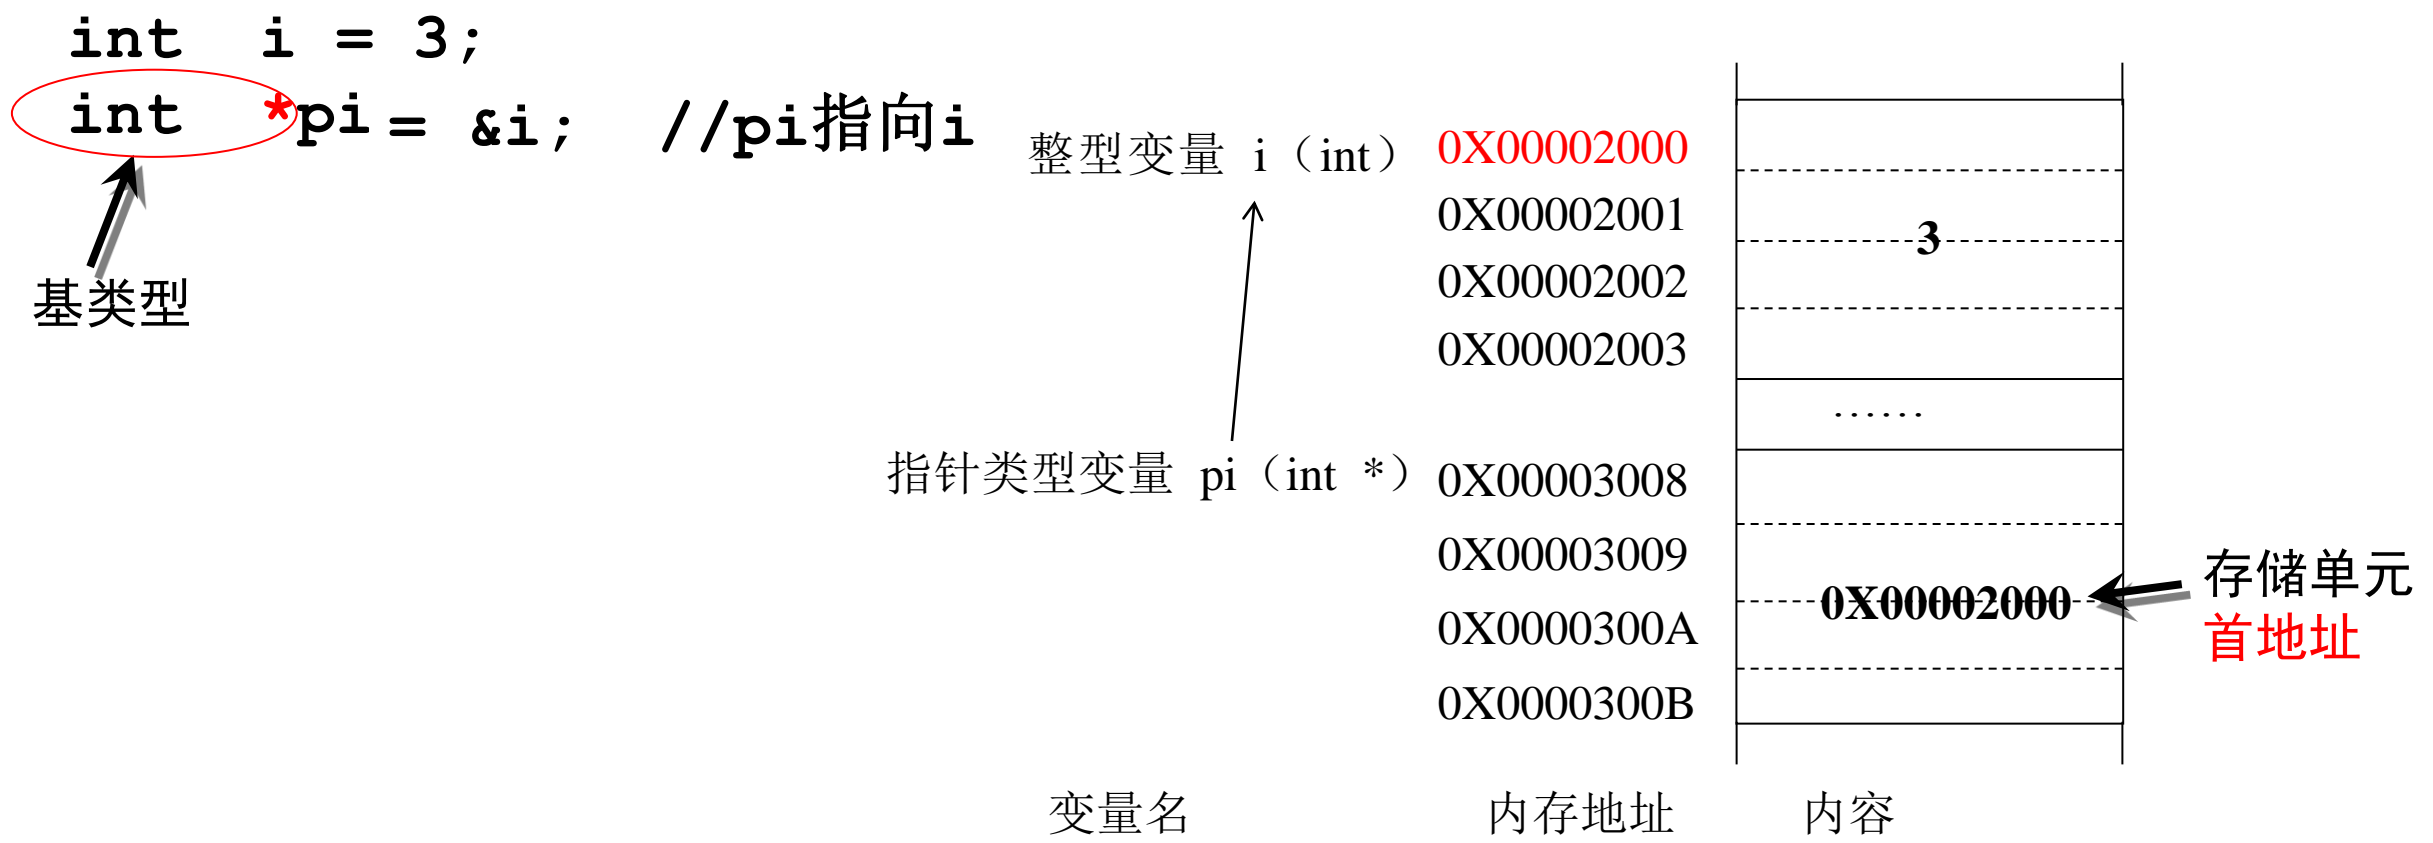 int i = 3;
int *pi = &i; //pi指向i
基类型
整型变量 i（int） 0X00002000
0X00002001
3
0X00002002
0X00002003
……
指针类型变量 pi（int *） 0X00003008
0X00003009
0X00002000
存储单元
首地址
0X0000300A
0X0000300B
变量名 内存地址 内容